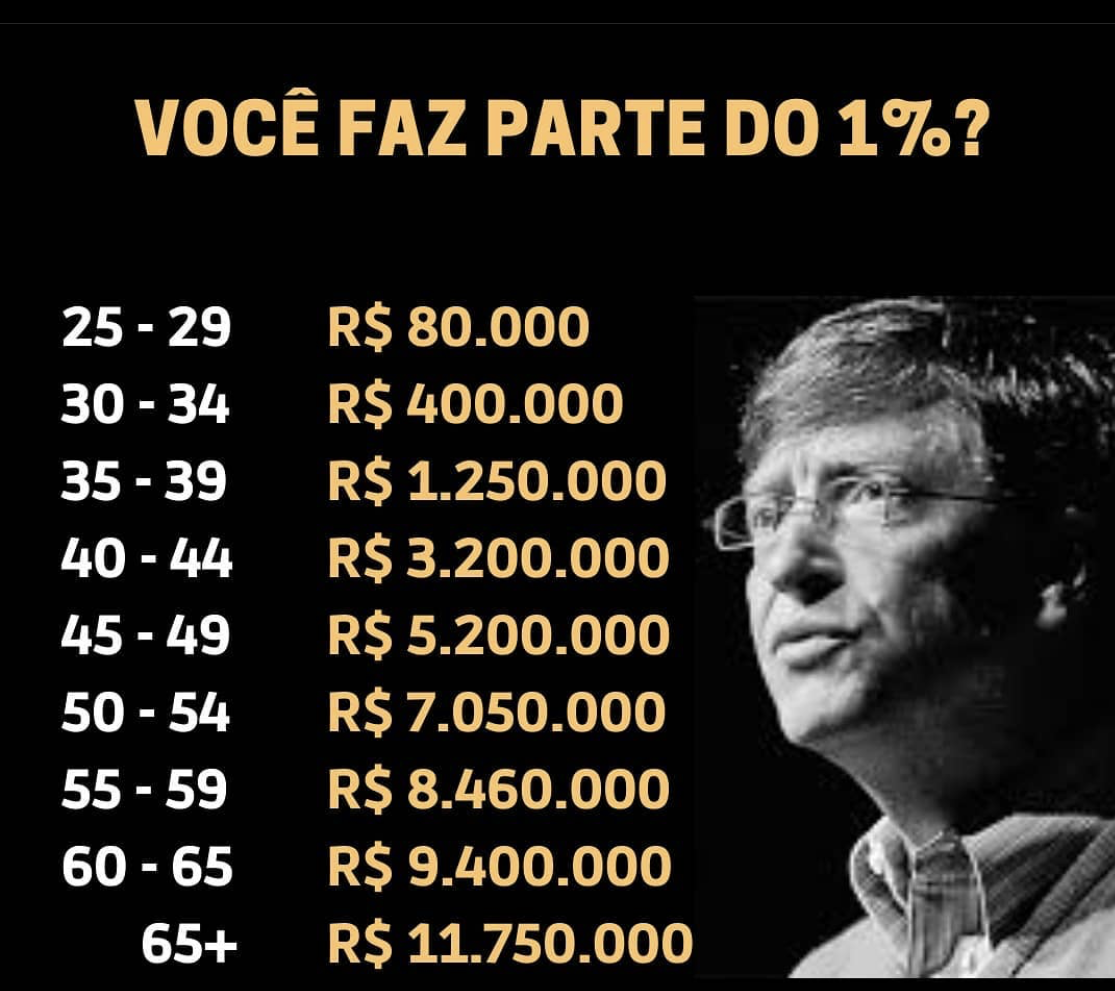 VOCÊ FAZ PARTE DO 1%?
25 - 29 R$ 80.000
30 - 34 R$ 400.000
35 - 39 R$ 1.250.000
40 - 44 R$ 3.200.000
45 - 49 R$ 5.200.000
50 - 54 R$ 7.050.000
55 - 59 R$ 8.460.000
60 - 65 R$ 9.400.000
65+ R$ 11.750.000